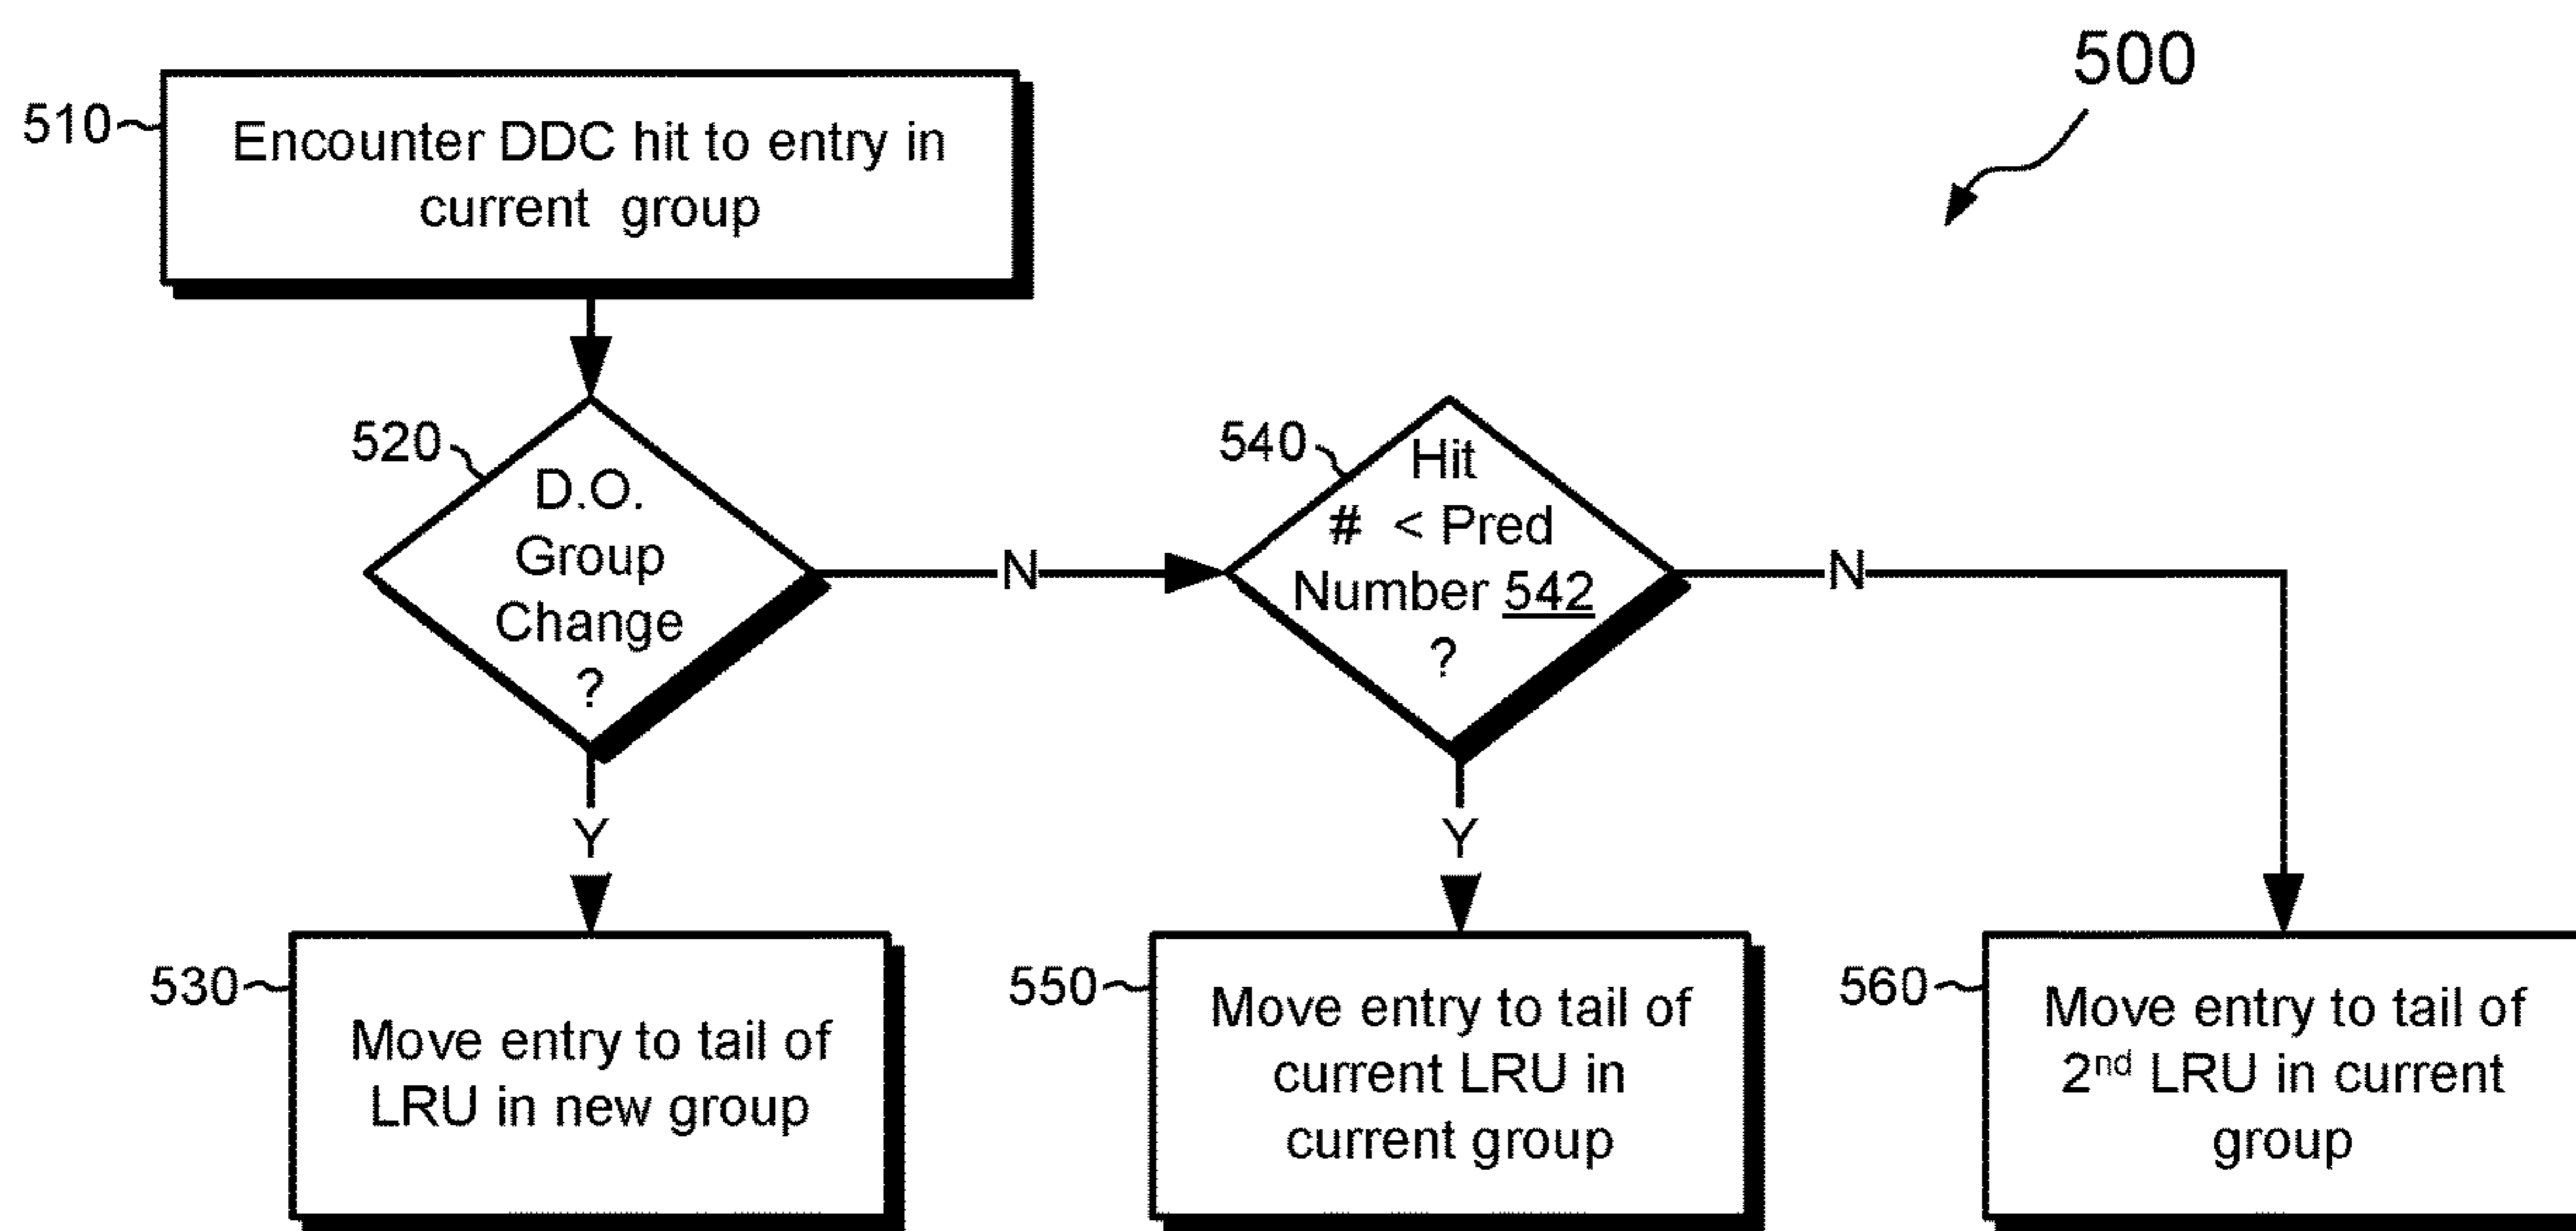 500
510
Encounter DDC hit to entry in
current group
520
D.O.
Group
Change
?
N
540
Hit
# < Pred
Number 542
?
N
Y
Y
530
Move entry to tail of
LRU in new group
550
Move entry to tail of
current LRU in
current group
560
Move entry to tail of
2nd LRU in current
group